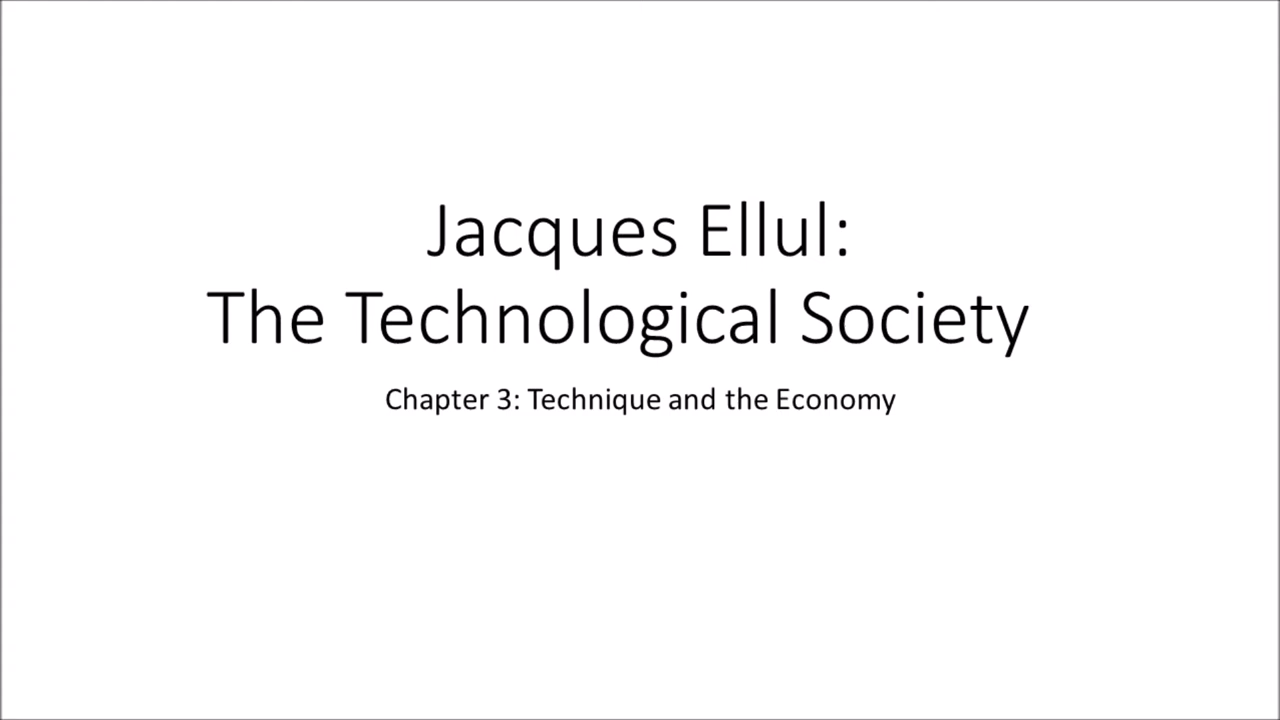 Jacques Ellul:
The Technological Society
Chapter 3: Technique and the Economy